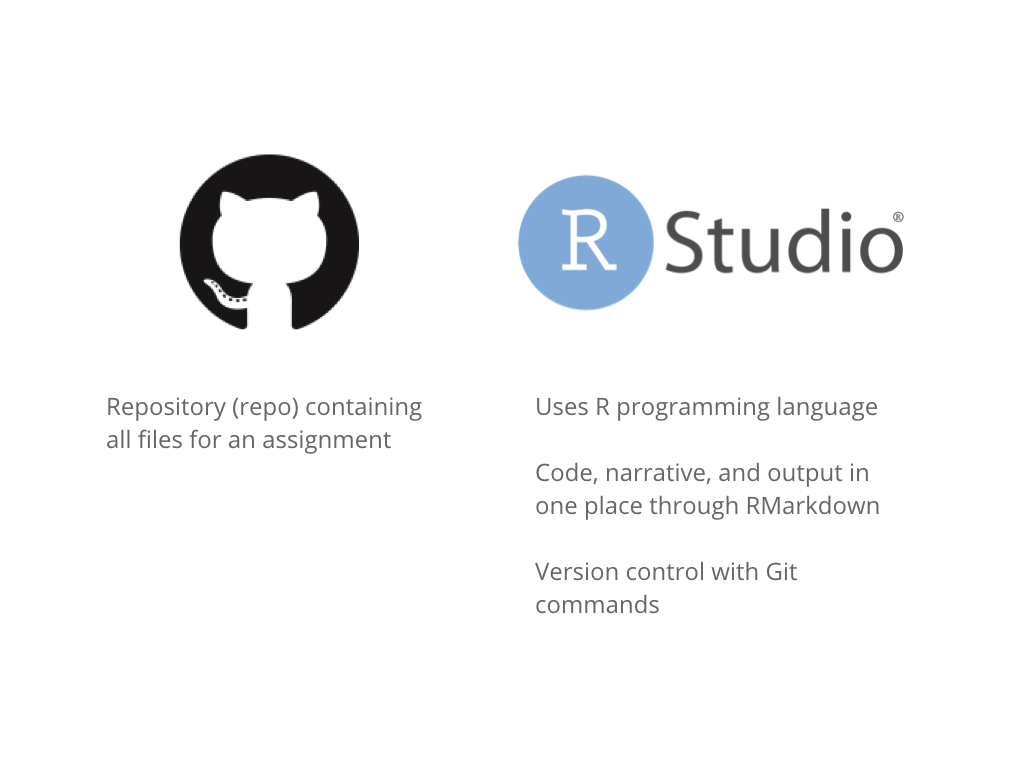 R Studio®
Repository (repo) containing
all files for an assignment
Uses R programming language
Code, narrative, and output in
one place through RMarkdown
Version control with Git
commands